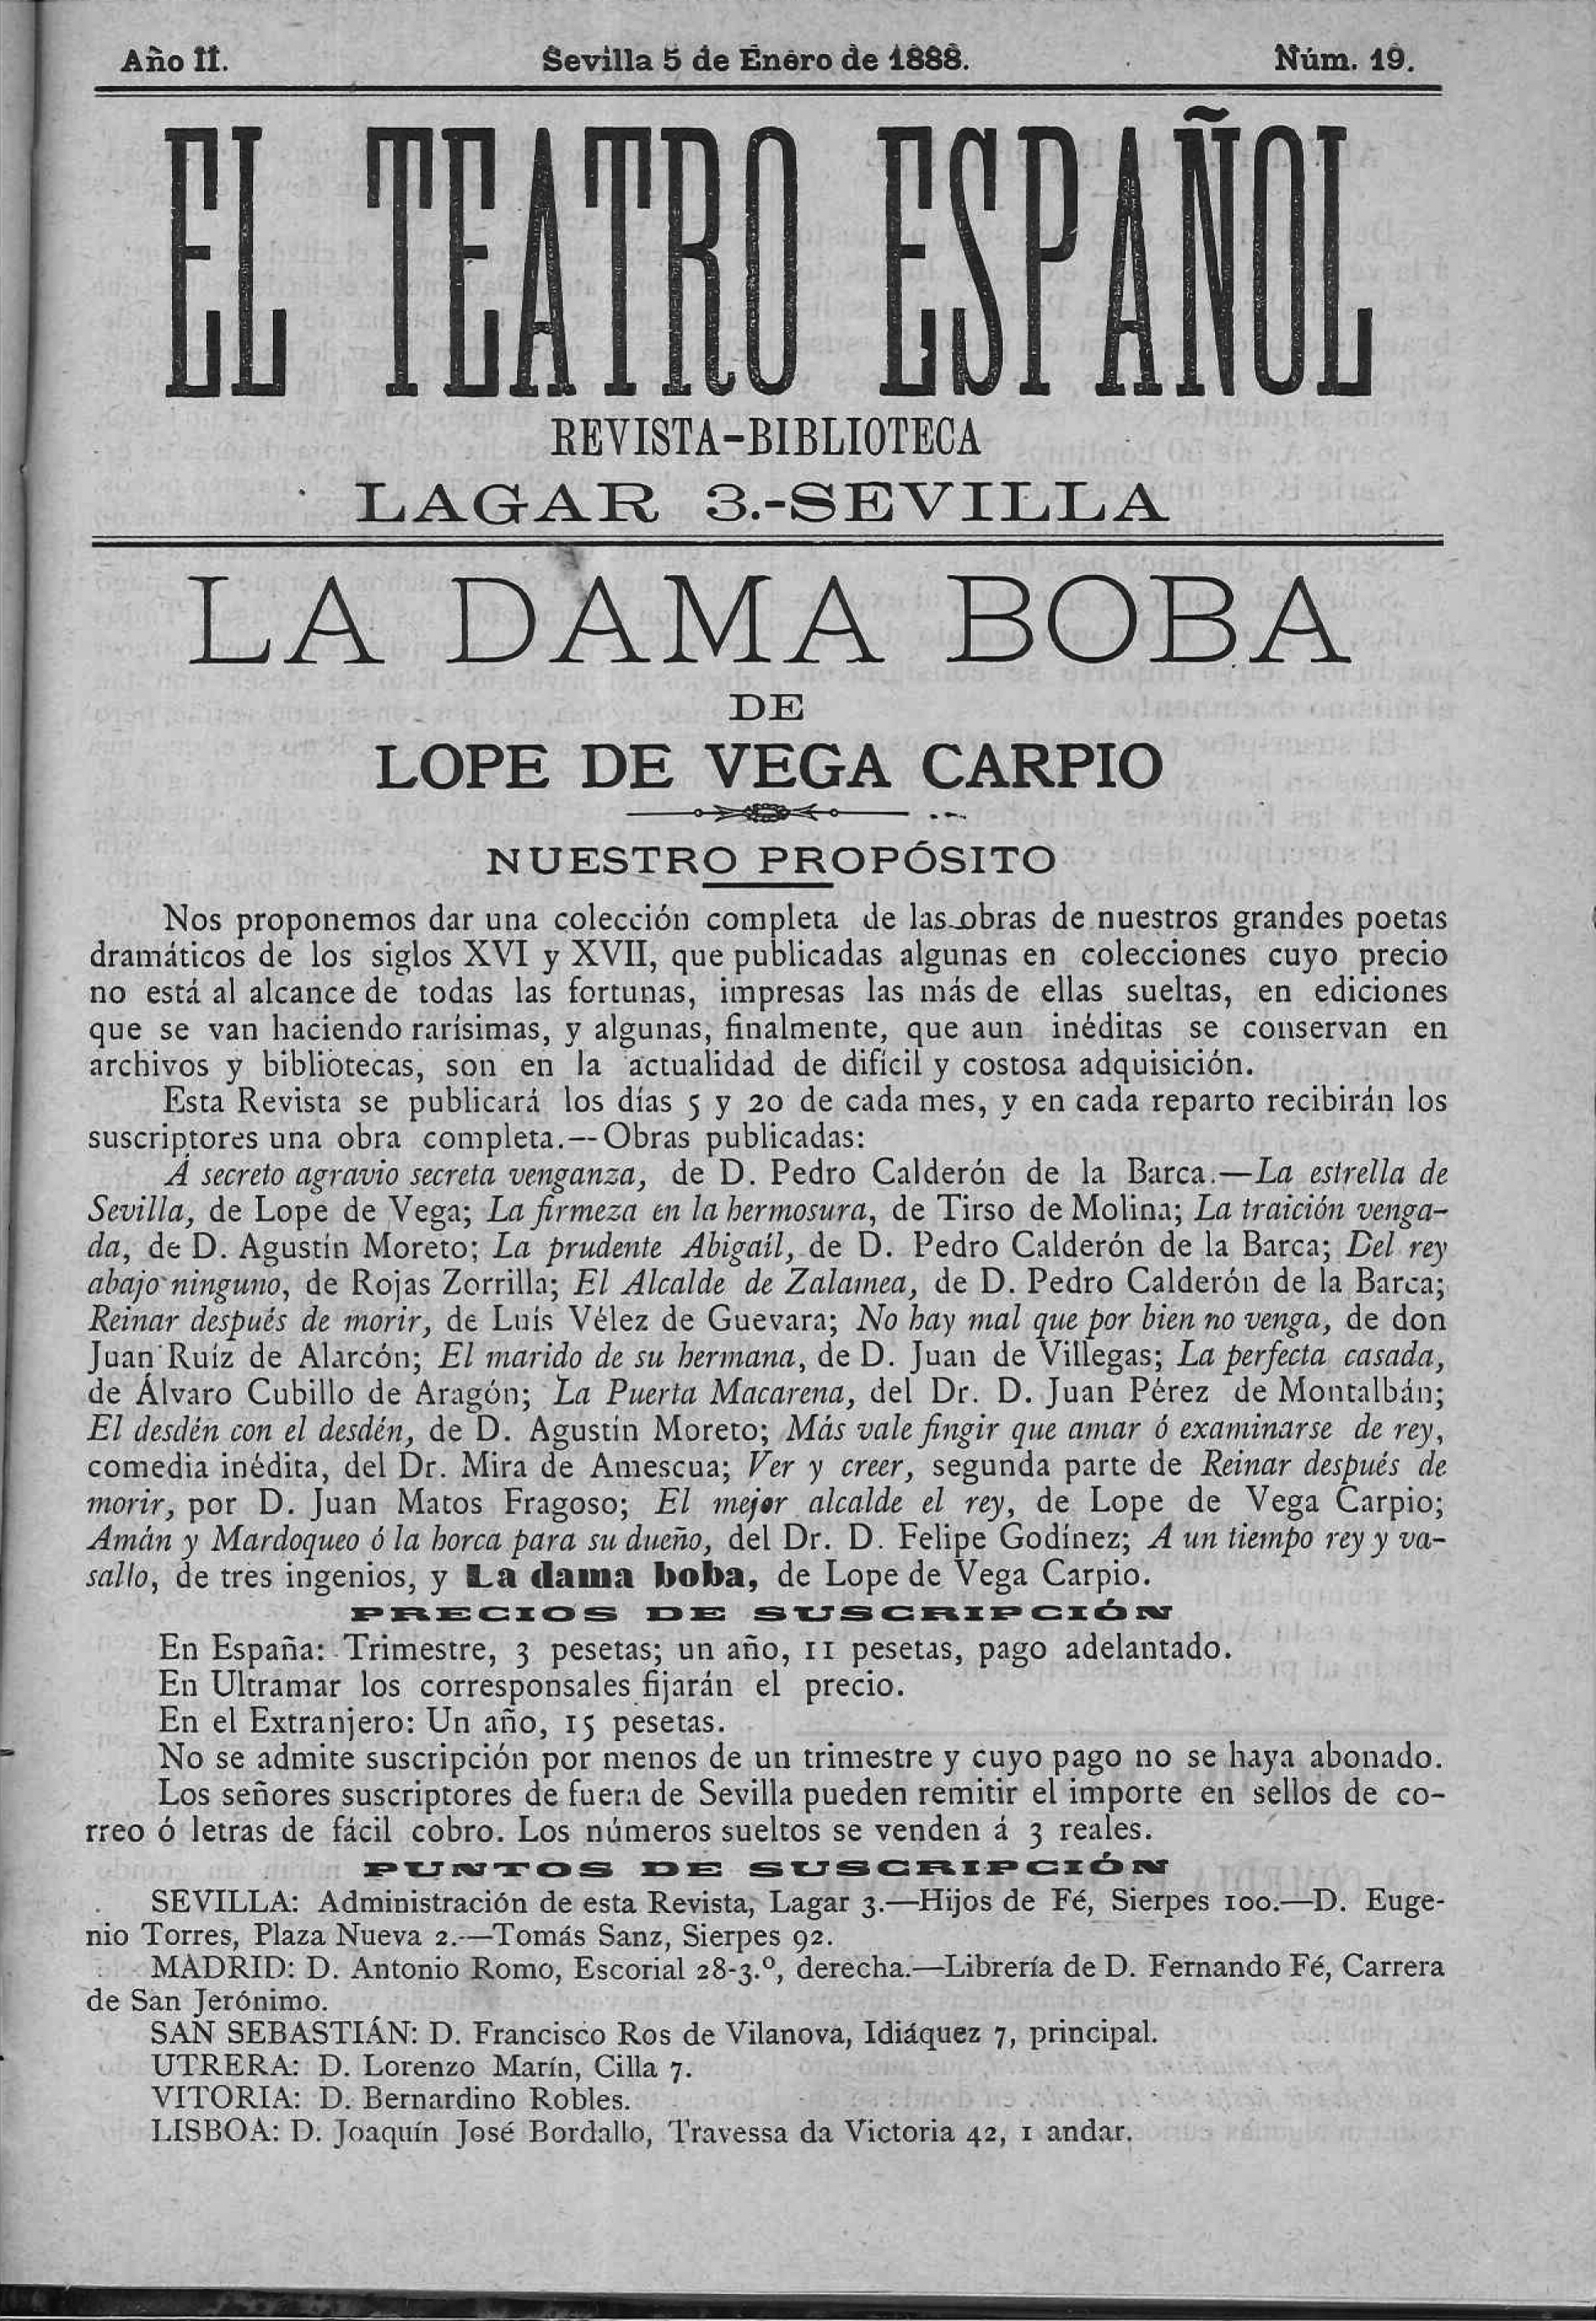 Año II. Sevilla 5 de Enero de 1888. Núm. 19.
EL TEATRO ESPAÑOL
REVISTA-BIBLIOTECA
LAGAR 3.-SEVILLA
LA DAMA BOBA
DE
LOPE DE VEGA CARPIO
NUESTRO PROPÓSITO
Nos proponemos dar una colección completa de las obras de nuestros grandes poetas
dramáticos de los siglos XVI y XVII, que publicadas algunas en colecciones cuyo precio
no está al alcance de todas las fortunas, impresas las más de ellas sueltas, en ediciones
que se van haciendo rarísimas, y algunas, finalmente, que aun inéditas se conservan en
archivos y bibliotecas, son en la actualidad de difícil y costosa adquisición.
Esta Revista se publicará los días 5 y 20 de cada mes, y en cada reparto recibirán los
suscriptores una obra completa.—Obras publicadas:
Á secreto agravio secreta venganza, de D. Pedro Calderón de la Barca.—La estrella de
Sevilla, de Lope de Vega; La firmeza en la hermosura, de Tirso de Molina; La traición venga-
da, de D. Agustín Moreto; La prudente Abigail, de D. Pedro Calderón de la Barca; Del rey
abajo ninguno, de Rojas Zorrilla; El Alcalde de Zalamea, de D. Pedro Calderón de la Barca;
Reinar después de morir, de Luís Vélez de Guevara; No hay mal que por bien no venga, de don
Juan Ruíz de Alarcón; El marido de su hermana, de D. Juan de Villegas; La perfecta casada,
de Álvaro Cubillo de Aragón; La Puerta Macarena, del Dr. D. Juan Pérez de Montalbán;
El desdén con el desdén, de D. Agustín Moreto; Más vale fingir que amar ó examinarse de rey,
comedia inédita, del Dr. Mira de Amescua; Ver y creer, segunda parte de Reinar después de
morir, por D. Juan Matos Fragoso; El mejor alcalde el rey, de Lope de Vega Carpio;
Amán y Mardoqueo ó la horca para su dueño, del Dr. D. Felipe Godínez; A un tiempo rey y va-
sallo, de tres ingenios, y La dama boba, de Lope de Vega Carpio.
PRECIOS DE SUSCRIPCIÓN
En España: Trimestre, 3 pesetas; un año, 11 pesetas, pago adelantado.
En Ultramar los corresponsales fijarán el precio.
En el Extranjero: Un año, 15 pesetas.
No se admite suscripción por menos de un trimestre y cuyo pago no se haya abonado.
Los señores suscriptores de fuera de Sevilla pueden remitir el importe en sellos de co-
rreo ó letras de fácil cobro. Los números sueltos se venden á 3 reales.
PUNTOS DE SUSCRIPCIÓN
SEVILLA: Administración de esta Revista, Lagar 3.—Hijos de Fé, Sierpes 100.—D. Euge-
nio Torres, Plaza Nueva 2.—Tomás Sanz, Sierpes 92.
MADRID: D. Antonio Romo, Escorial 28-3.º, derecha.—Librería de D. Fernando Fé, Carrera
de San Jerónimo.
SAN SEBASTIÁN: D. Francisco Ros de Vilanova, Idiáquez 7, principal.
UTRERA: D. Lorenzo Marín, Cilla 7.
VITORIA: D. Bernardino Robles.
LISBOA: D. Joaquín José Bordallo, Travessa da Victoria 42, 1 andar.